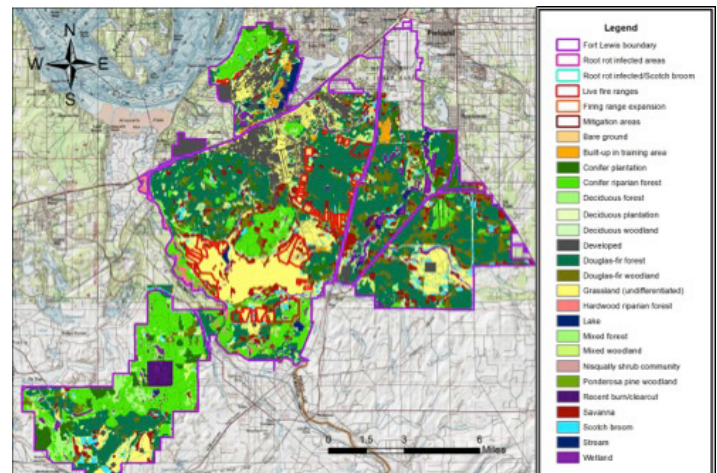 N
W E
S
Parkland
0 1.5 3 6
Miles
Legend
Fort Lewis boundary
Root rot infected areas
Root rot infected/Scotch broom
Live fire ranges
Firing range expansion
Mitigation areas
Bare ground
Built-up in training area
Conifer plantation
Conifer riparian forest
Deciduous forest
Deciduous plantation
Deciduous woodland
Developed
Douglas-fir forest
Douglas-fir woodland
Grassland (undifferentiated)
Hardwood riparian forest
Lake
Mixed forest
Mixed woodland
Nisqually shrub community
Ponderosa pine woodland
Recent burn/clearcut
Savanna
Scotch broom
Stream
Wetland